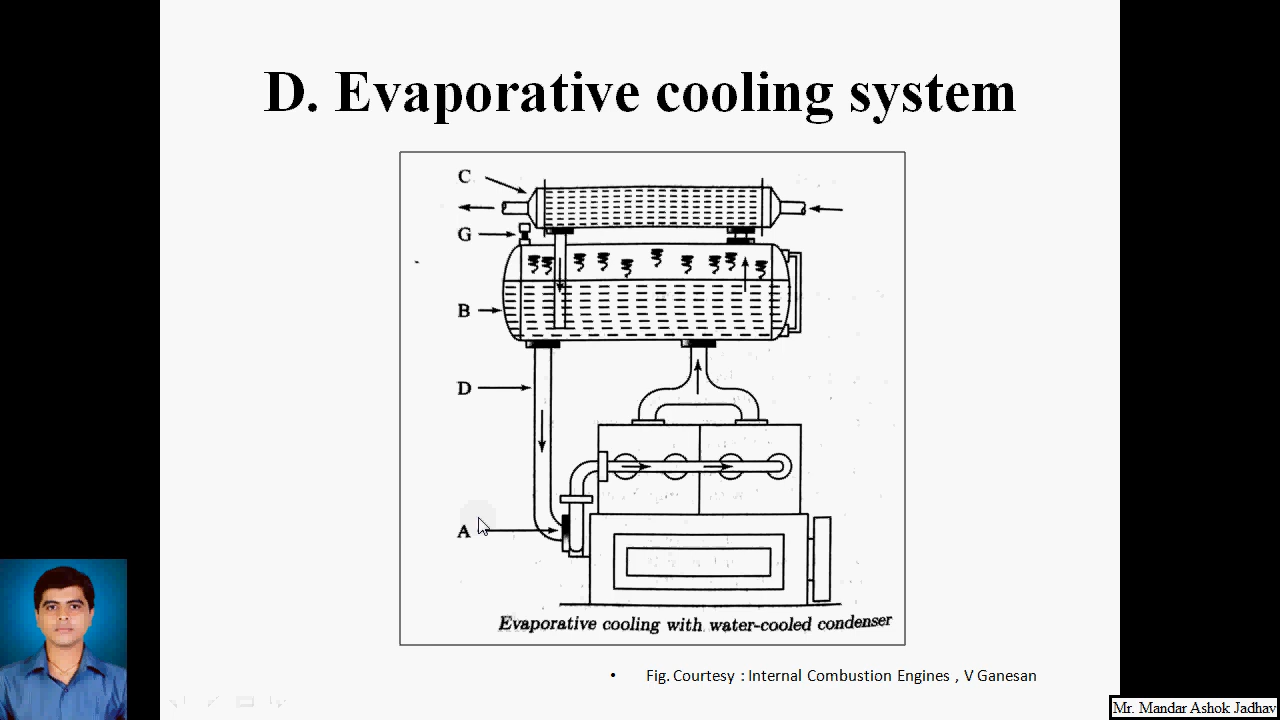 D. Evaporative cooling system
C
G
B
D
A
Evaporative cooling with water-cooled condenser
• Fig. Courtesy : Internal Combustion Engines , V Ganesan
Mr. Mandar Ashok Jadhav